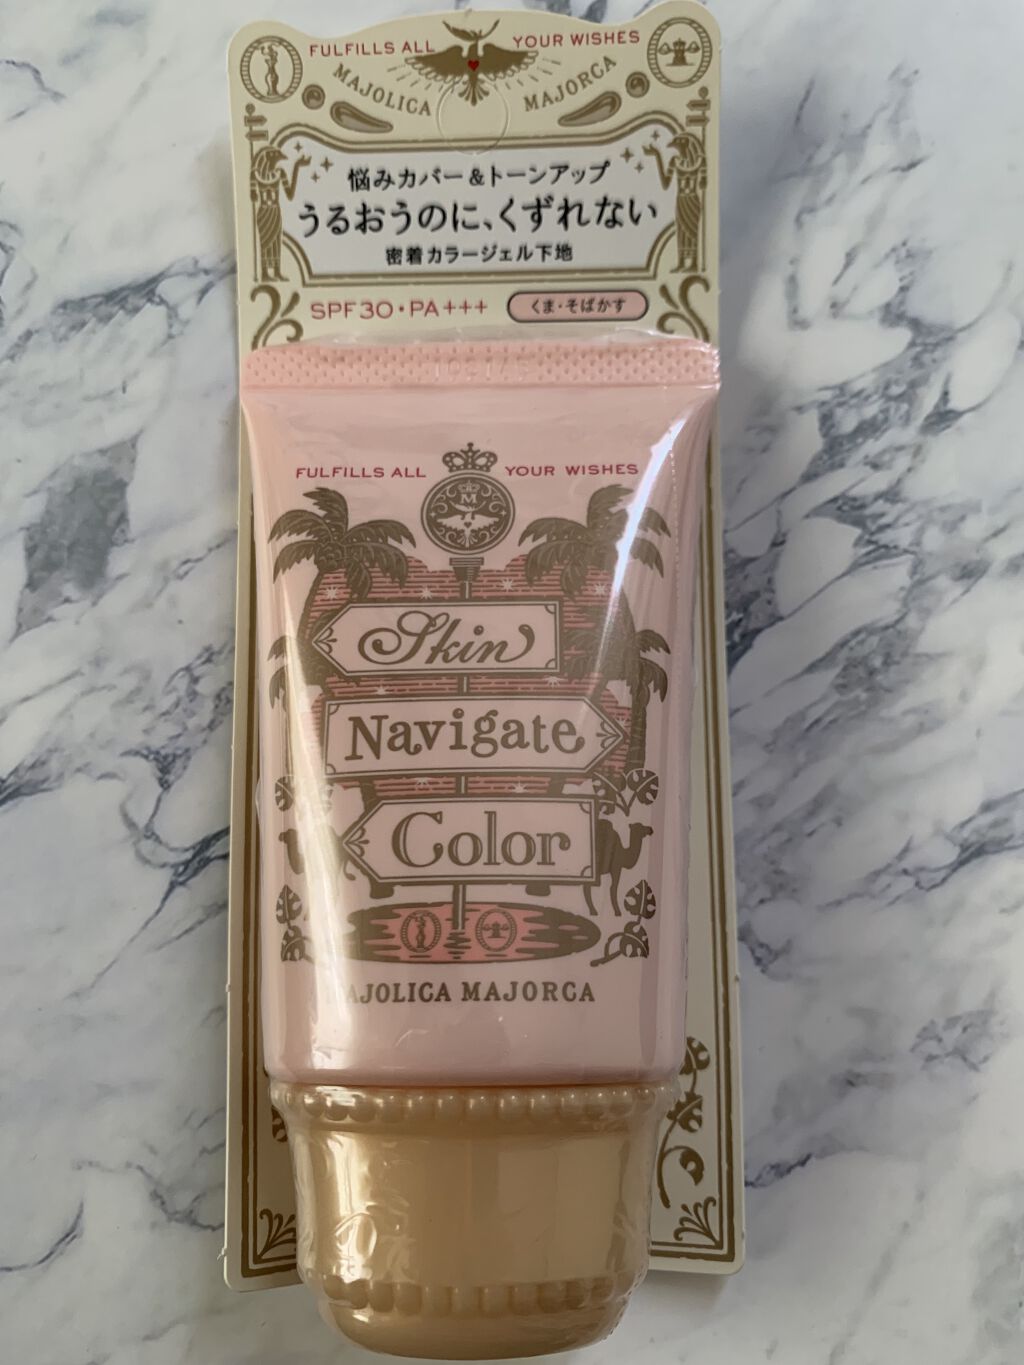 FULFILLS ALL YOUR WISHES
MAJOLICA MAJORCA
悩みカバー&トーンアップ
うるおうのに、くずれない
密着カラージェル下地
SPF30・PA+++
くま・そばかす
FULFILLS ALL YOUR WISHES
M
Skin
Navigate
Color
MAJOLICA MAJORCA